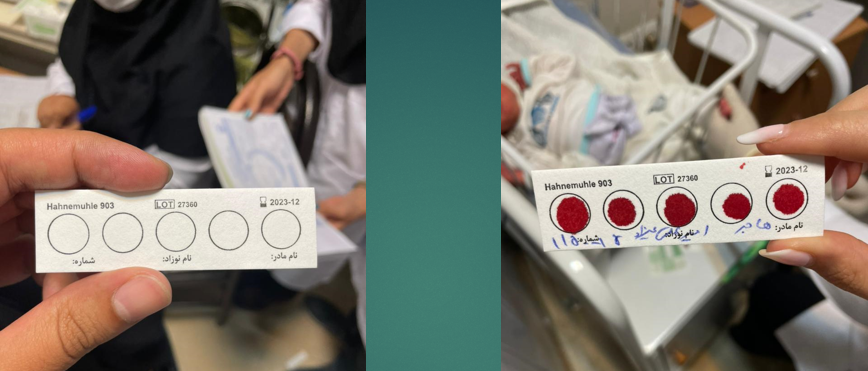 Hahnemuhle 903 LOT 27360 2023-12
نام مادر: نام نوزاد: شماره:
Hahnemuhle 903 LOT 27360 2023-12
نام مادر: هاجر نام نوزاد: شماره: